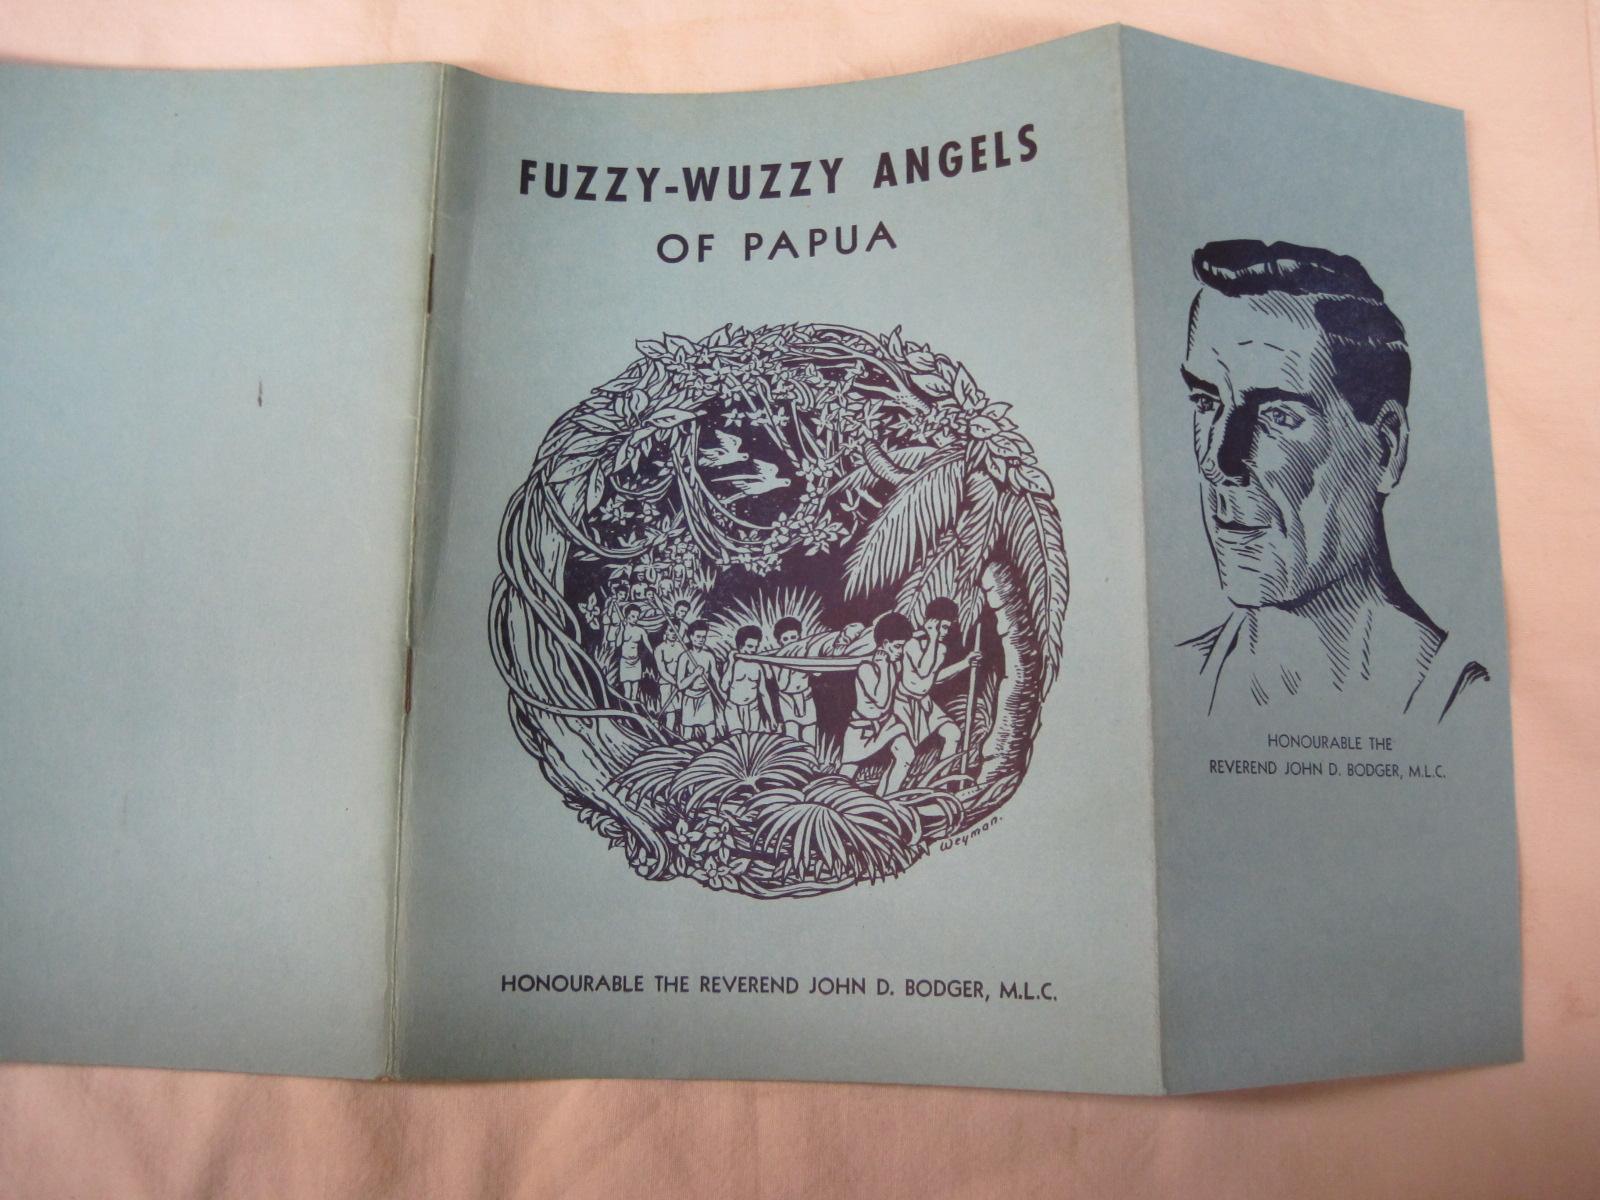 FUZZY-WUZZY ANGELS
OF PAPUA
Weyman.
HONOURABLE THE REVEREND JOHN D. BODGER, M.L.C.
HONOURABLE THE
REVEREND JOHN D. BODGER, M.L.C.